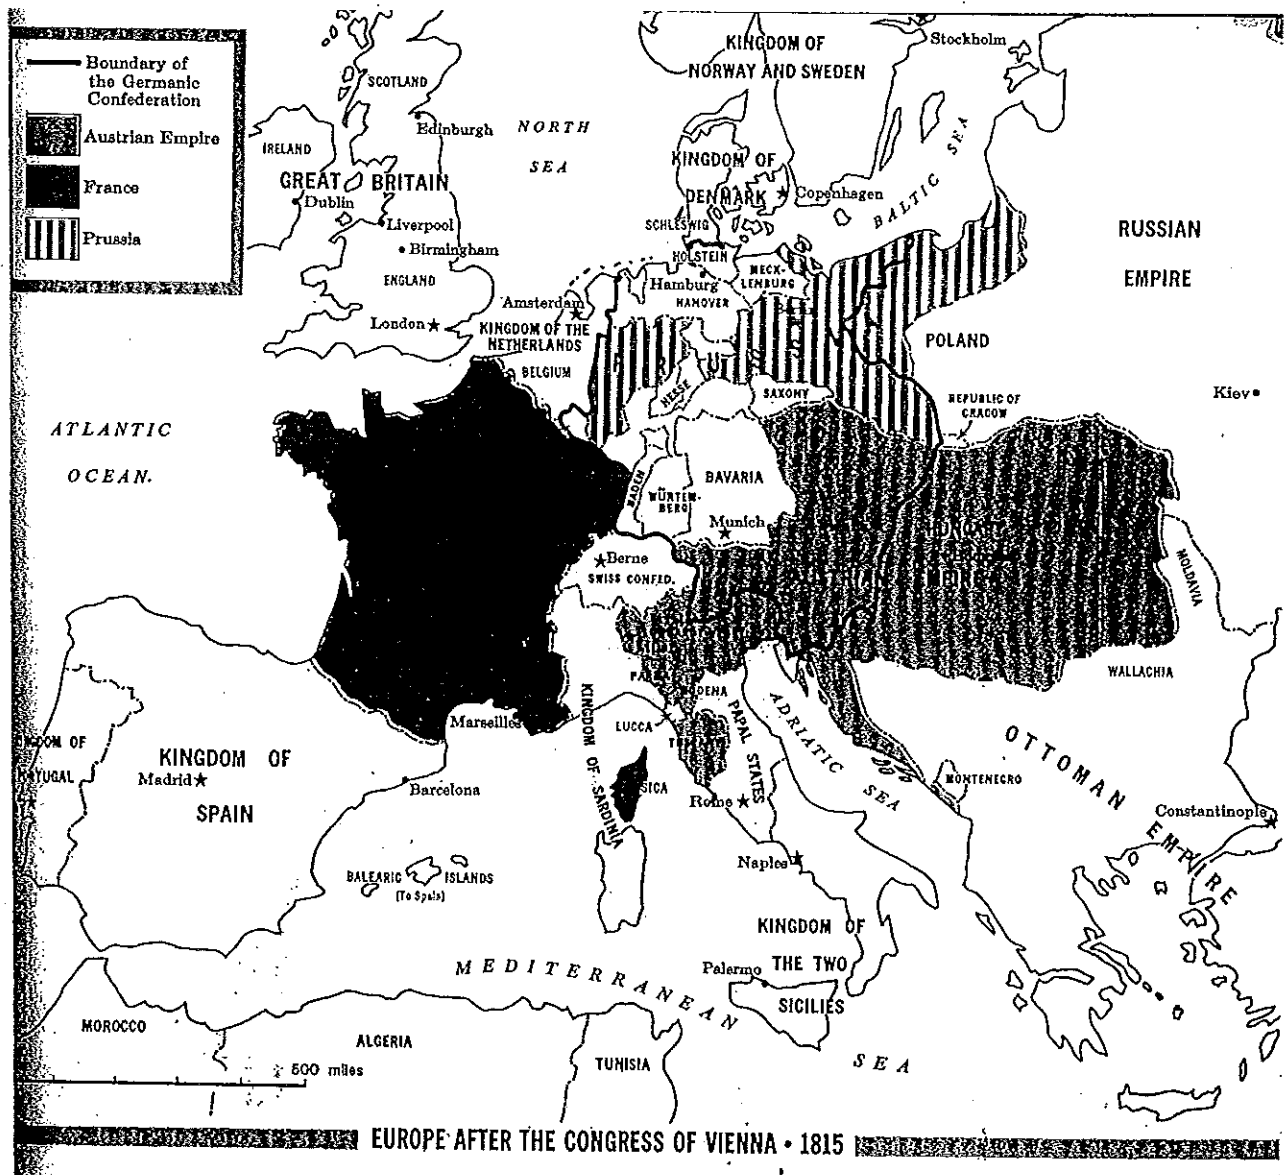 Boundary of
the Germanic
Confederation
Austrian Empire
France
Prussia
KINGDOM OF
NORWAY AND SWEDEN
Stockholm
SCOTLAND
Edinburgh
NORTH
SEA
IRELAND
GREAT BRITAIN
Dublin
Liverpool
Birmingham
ENGLAND
London
KINGDOM OF
DENMARK
Copenhagen
BALTIC SEA
SCHLESWIG
HOLSTEIN
Hamburg
MECK-
LEMBURG
HANOVER
RUSSIAN
EMPIRE
Amsterdam
KINGDOM OF THE
NETHERLANDS
BELGIUM
POLAND
HESSE
SAXONY
REPUBLIC OF
CRACOW
Kiev
ATLANTIC
OCEAN.
BADEN
WÜRTEM-
BERG
BAVARIA
Munich
Berne
SWISS CONFED.
MOLDAVIA
WALLACHIA
LUCCA
PAPAL STATES
KINGDOM OF SARDINIA
ADRIATIC
SEA
MONTENEGRO
OTTOMAN EMPIRE
Constantinople
Marseilles
KINGDOM OF
SPAIN
Madrid
Barcelona
SICA
Rome
Naples
BALEARIC ISLANDS
(To Spain)
KINGDOM OF
THE TWO
SICILIES
Palermo
MEDITERRANEAN
SEA
MOROCCO
ALGERIA
TUNISIA
500 miles
EUROPE AFTER THE CONGRESS OF VIENNA • 1815